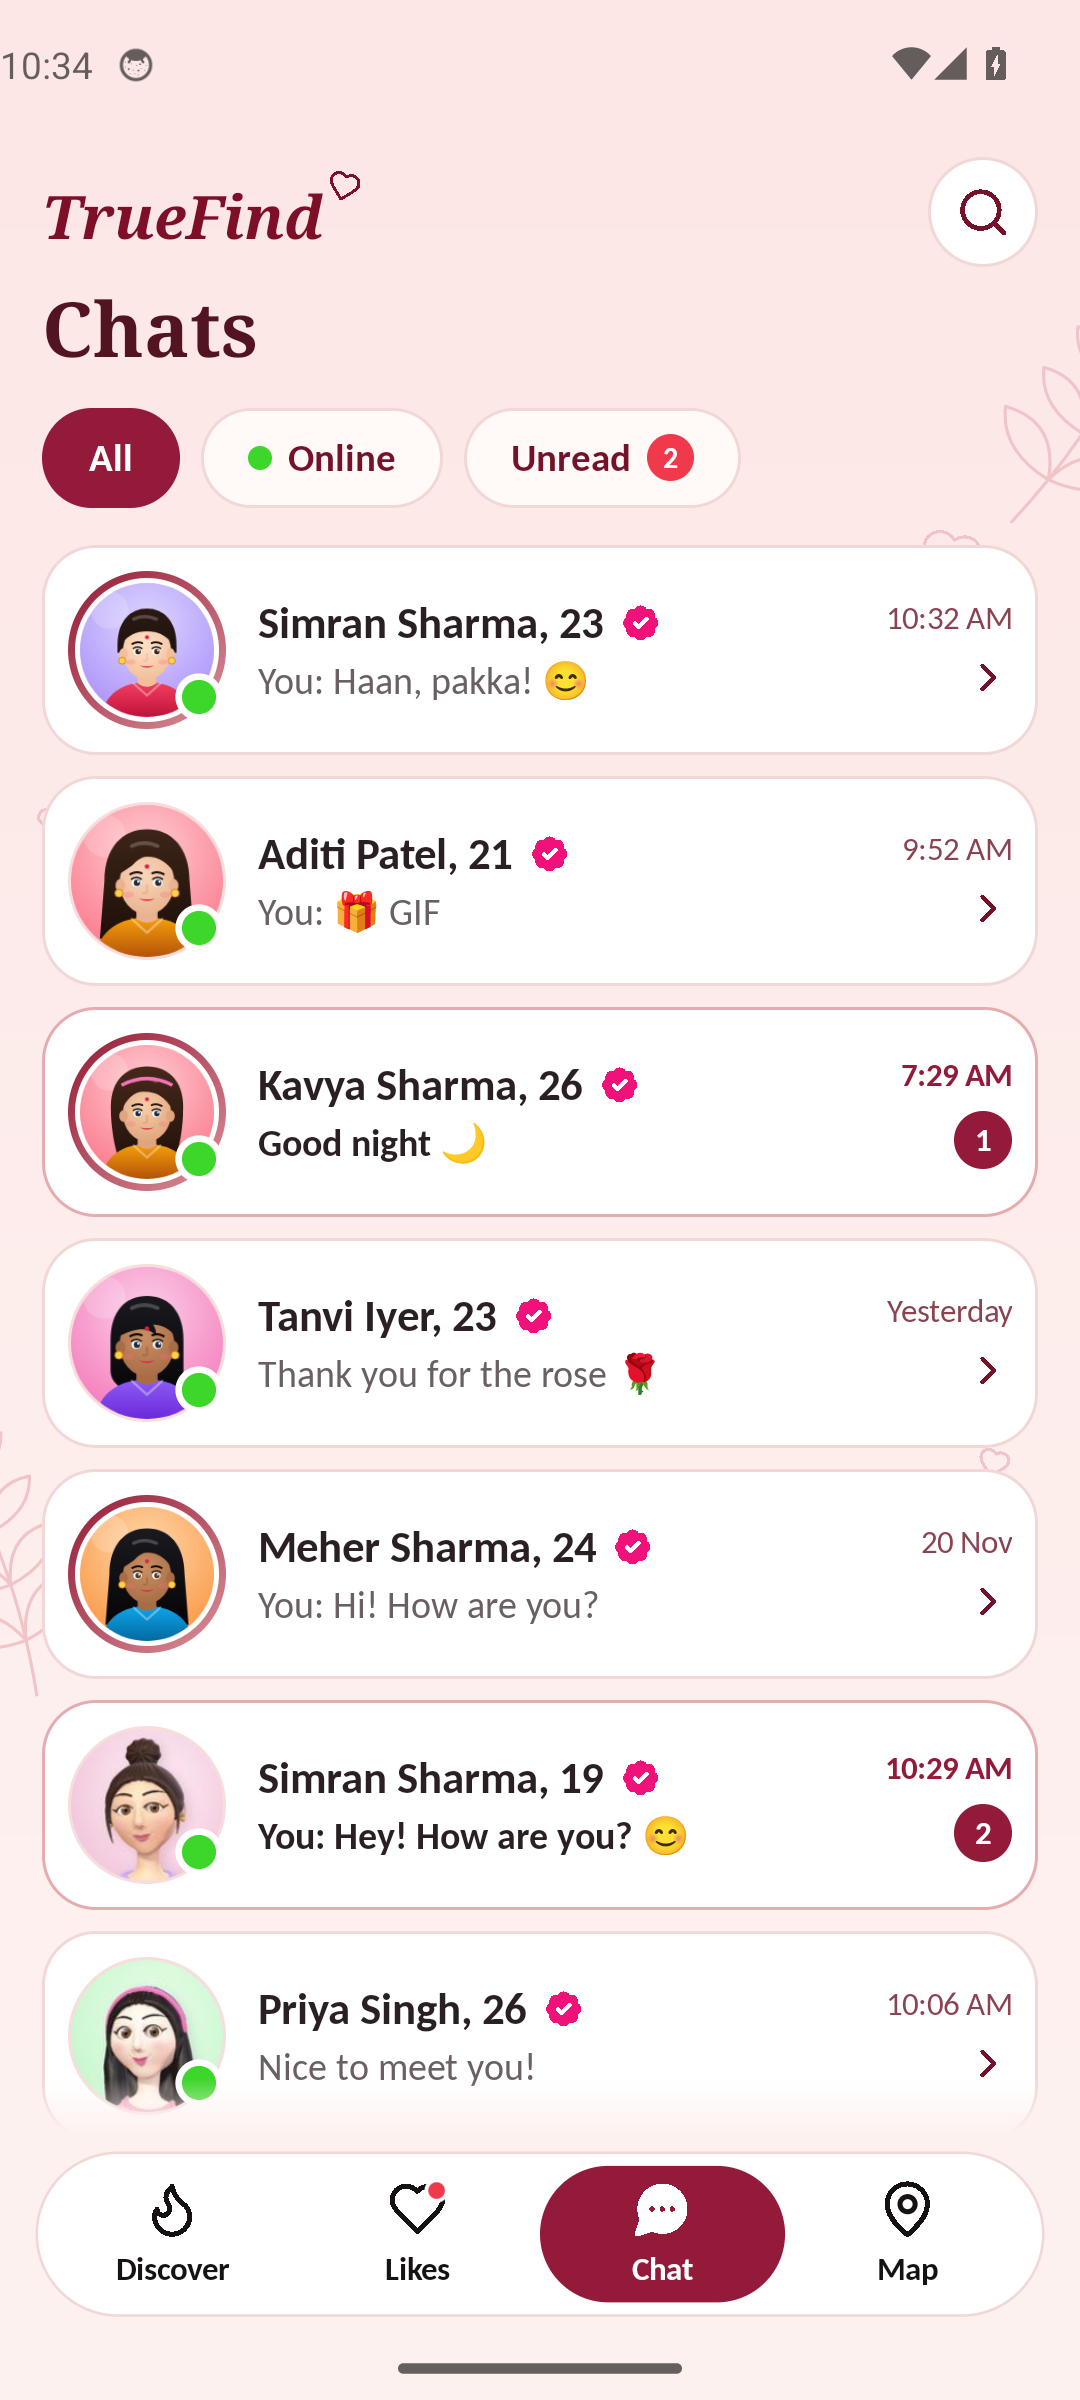 10:34
TrueFind
Chats
All
Online
Unread 2
Simran Sharma, 23
10:32 AM
You: Haan, pakka! 😊
Aditi Patel, 21
9:52 AM
You: 🎁 GIF
Kavya Sharma, 26
7:29 AM
Good night 🌙
1
Tanvi Iyer, 23
Yesterday
Thank you for the rose 🌹
Meher Sharma, 24
20 Nov
You: Hi! How are you?
Simran Sharma, 19
10:29 AM
You: Hey! How are you? 😊
2
Priya Singh, 26
10:06 AM
Nice to meet you!
Discover
Likes
Chat
Map